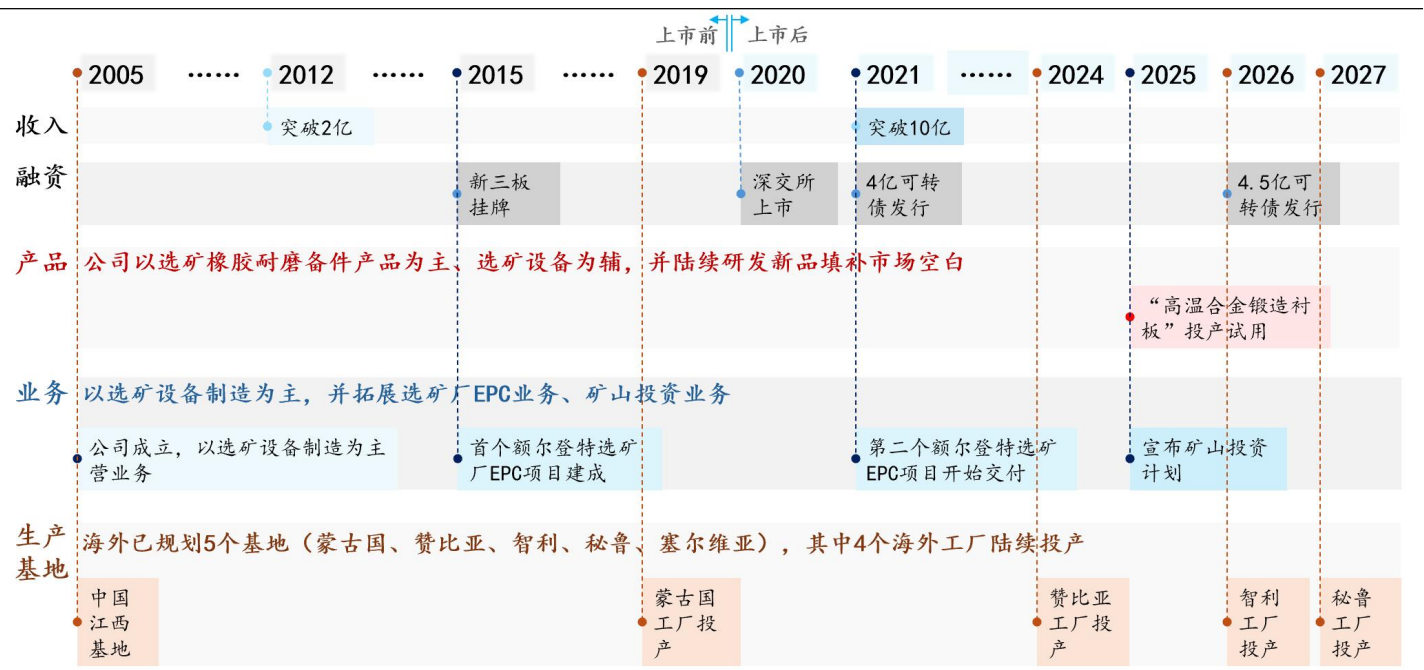 上市前 上市后
2005 …… 2012 …… 2015 …… 2019 2020 2021 …… 2024 2025 2026 2027
收入
突破2亿
突破10亿
融资
新三板
挂牌
深交所
上市
4亿可转
债发行
4.5亿可
转债发行
产品 公司以选矿橡胶耐磨备件产品为主、选矿设备为辅，并陆续研发新品填补市场空白
“高温合金锻造衬
板”投产试用
业务 以选矿设备制造为主，并拓展选矿厂EPC业务、矿山投资业务
公司成立，以选矿设备制造为主
营业务
首个额尔登特选矿
厂EPC项目建成
第二个额尔登特选矿
EPC项目开始交付
宣布矿山投资
计划
生产
基地
海外已规划5个基地（蒙古国、赞比亚、智利、秘鲁、塞尔维亚），其中4个海外工厂陆续投产
中国
江西
基地
蒙古国
工厂投
产
赞比亚
工厂投
产
智利
工厂
投产
秘鲁
工厂
投产